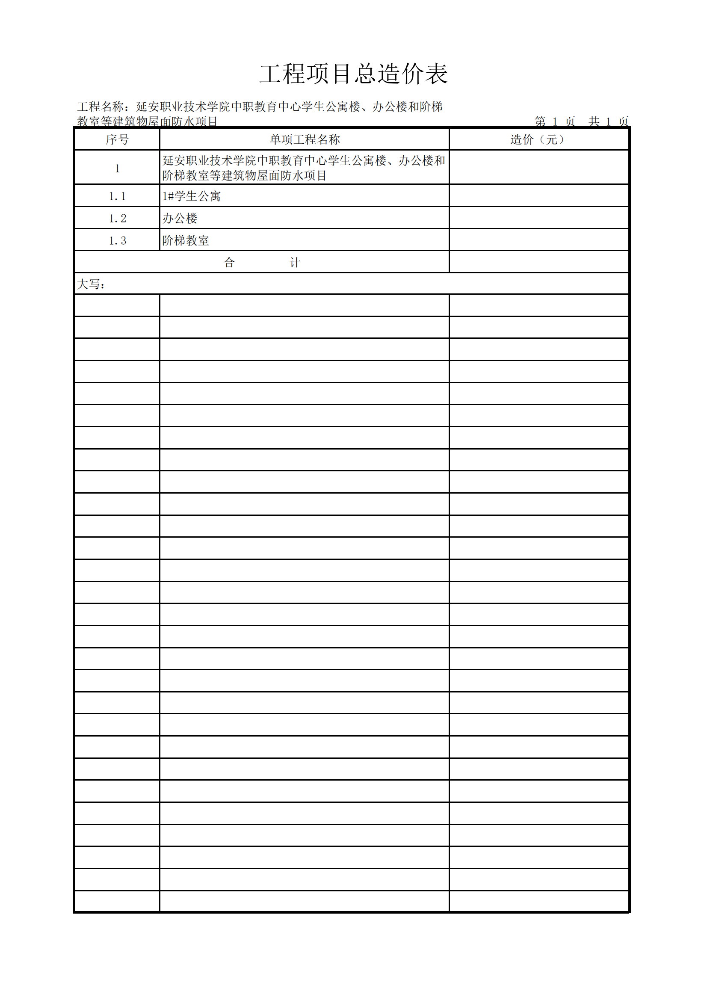 工程项目总造价表
工程名称：延安职业技术学院中职教育中心学生公寓楼、办公楼和阶梯
教室等建筑物屋面防水项目 第 1 页 共 1 页
序号 单项工程名称 造价（元）
1 延安职业技术学院中职教育中心学生公寓楼、办公楼和
阶梯教室等建筑物屋面防水项目
1.1 1#学生公寓
1.2 办公楼
1.3 阶梯教室
合 计
大写：